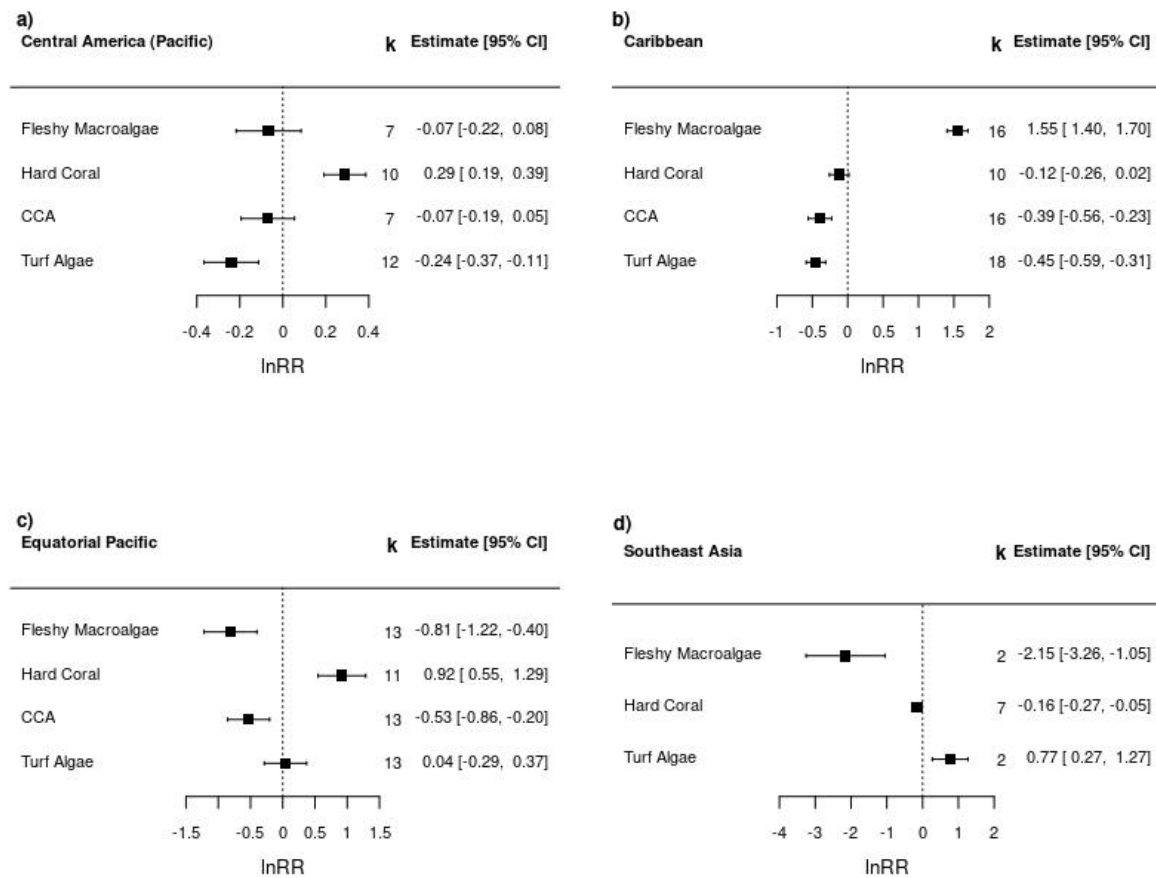 a)
Central America (Pacific) k Estimate [95% CI]
Fleshy Macroalgae 7 -0.07 [-0.22, 0.08]
Hard Coral 10 0.29 [ 0.19, 0.39]
CCA 7 -0.07 [-0.19, 0.05]
Turf Algae 12 -0.24 [-0.37, -0.11]
-0.4 -0.2 0 0.2 0.4
lnRR
b)
Caribbean k Estimate [95% CI]
Fleshy Macroalgae 16 1.55 [ 1.40, 1.70]
Hard Coral 10 -0.12 [-0.26, 0.02]
CCA 16 -0.39 [-0.56, -0.23]
Turf Algae 18 -0.45 [-0.59, -0.31]
-1 -0.5 0 0.5 1 1.5 2
lnRR
c)
Equatorial Pacific k Estimate [95% CI]
Fleshy Macroalgae 13 -0.81 [-1.22, -0.40]
Hard Coral 11 0.92 [ 0.55, 1.29]
CCA 13 -0.53 [-0.86, -0.20]
Turf Algae 13 0.04 [-0.29, 0.37]
-1.5 -0.5 0 0.5 1 1.5
lnRR
d)
Southeast Asia k Estimate [95% CI]
Fleshy Macroalgae 2 -2.15 [-3.26, -1.05]
Hard Coral 7 -0.16 [-0.27, -0.05]
Turf Algae 2 0.77 [ 0.27, 1.27]
-4 -3 -2 -1 0 1 2
lnRR